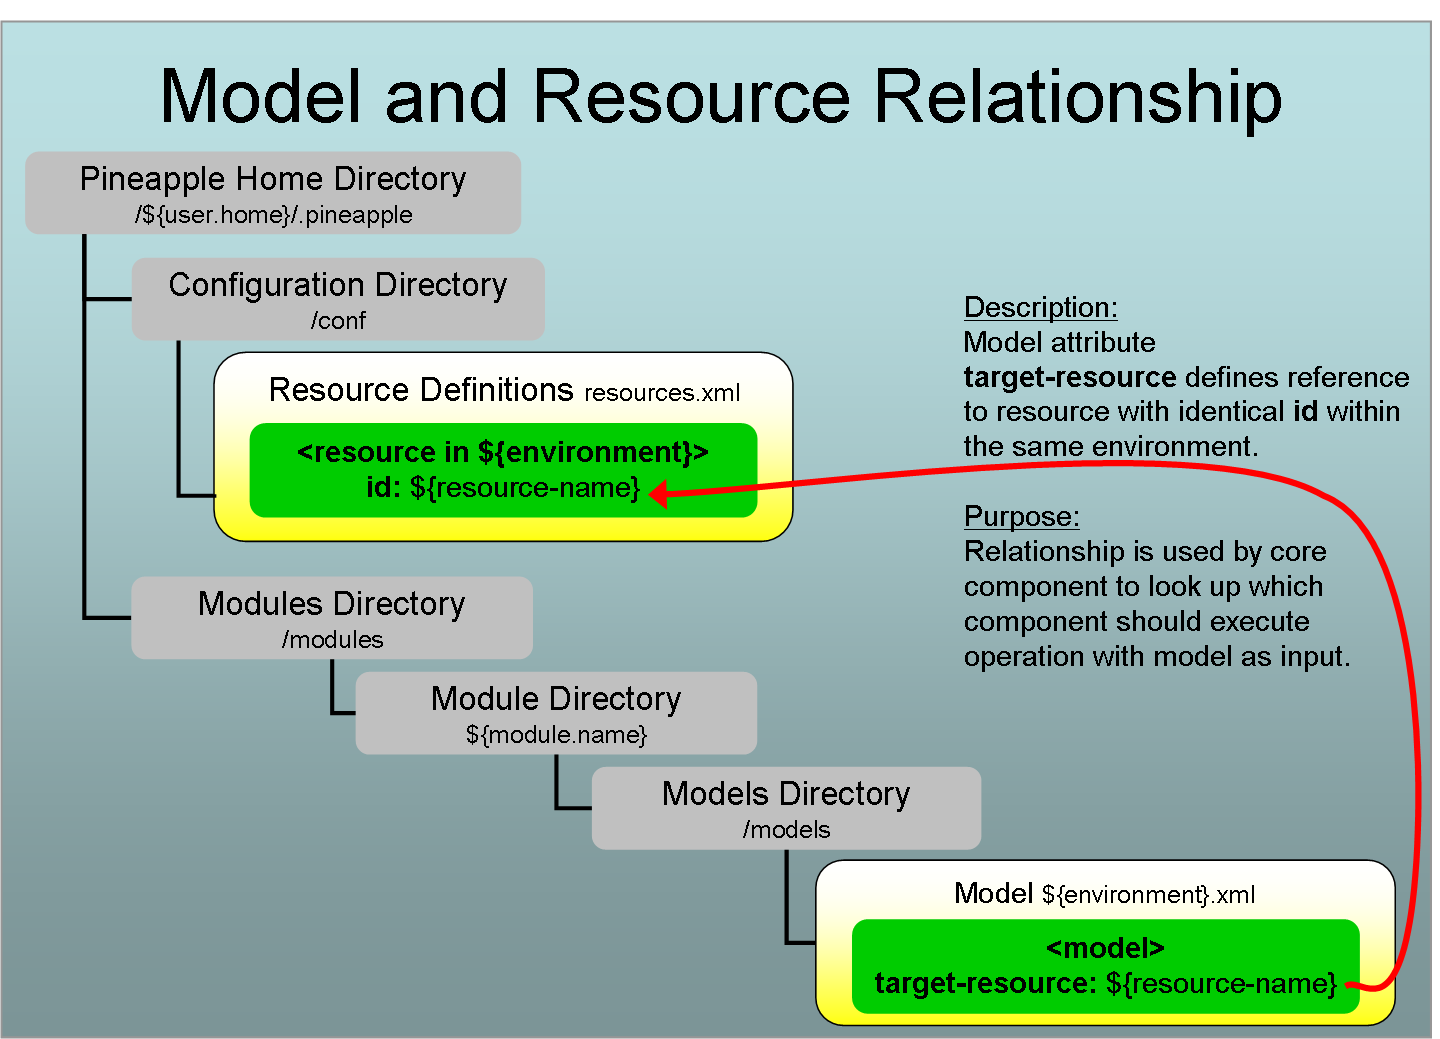 Model and Resource Relationship
Pineapple Home Directory
/${user.home}/.pineapple
Configuration Directory
/conf
Resource Definitions resources.xml
<resource in ${environment}>
id: ${resource-name}
Description:
Model attribute
target-resource defines reference
to resource with identical id within
the same environment.
Purpose:
Relationship is used by core
component to look up which
component should execute
operation with model as input.
Modules Directory
/modules
Module Directory
${module.name}
Models Directory
/models
Model ${environment}.xml
<model>
target-resource: ${resource-name}